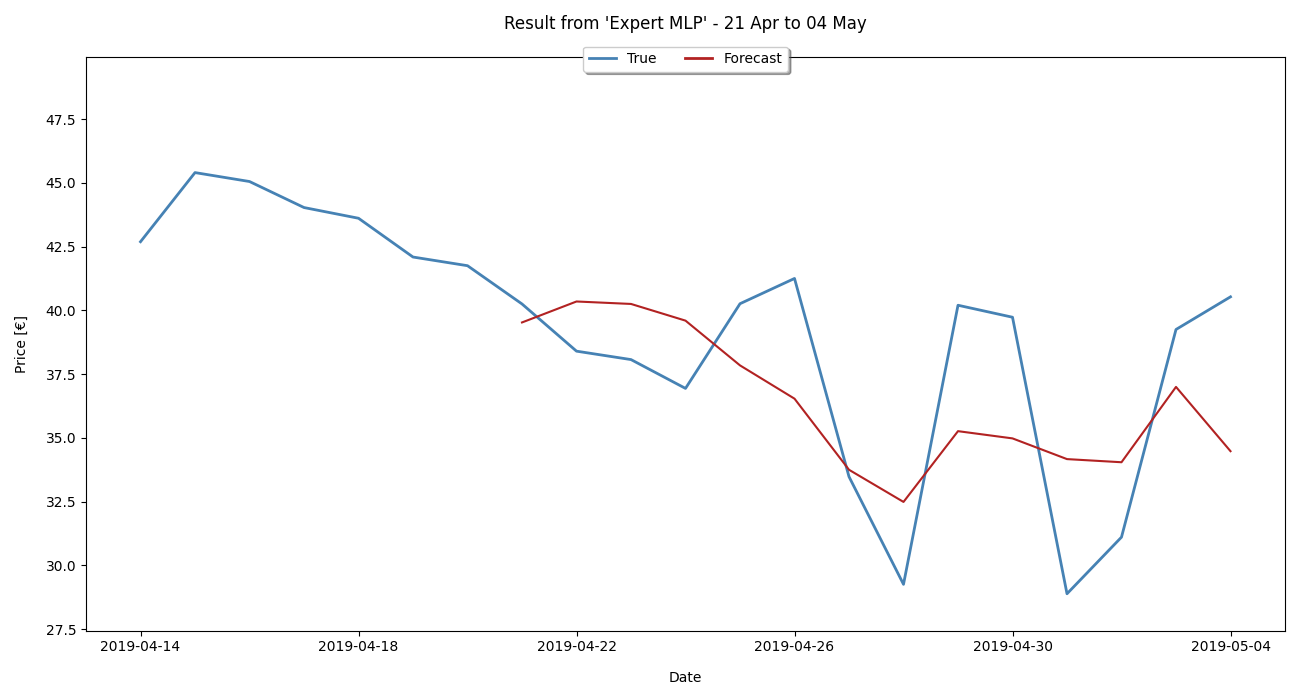 Result from 'Expert MLP' - 21 Apr to 04 May
True Forecast
47.5
45.0
42.5
40.0
37.5
35.0
32.5
30.0
27.5
Price [€]
2019-04-14 2019-04-18 2019-04-22 2019-04-26 2019-04-30 2019-05-04
Date